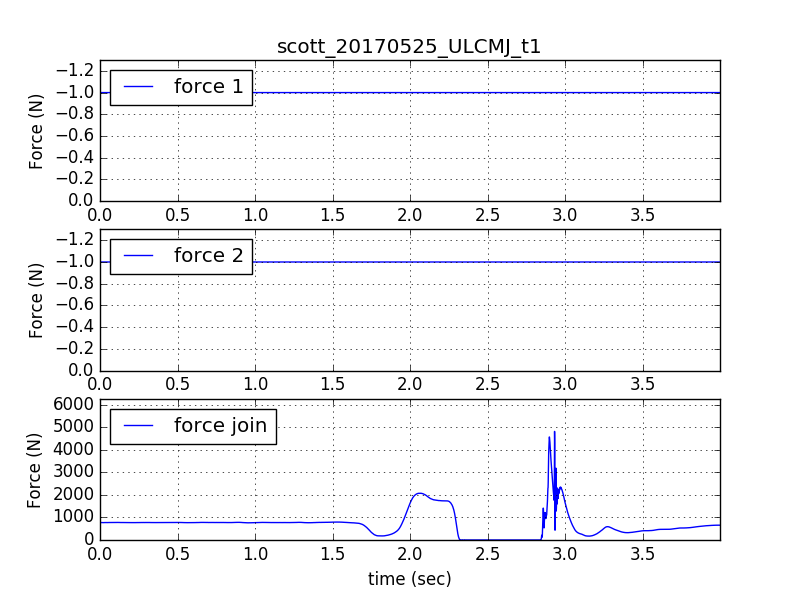 scott_20170525_ULCMJ_t1
−1.2
−1.0
−0.8
−0.6
−0.4
−0.2
0.0
Force (N)
force 1
0.0 0.5 1.0 1.5 2.0 2.5 3.0 3.5
−1.2
−1.0
−0.8
−0.6
−0.4
−0.2
0.0
Force (N)
force 2
0.0 0.5 1.0 1.5 2.0 2.5 3.0 3.5
6000
5000
4000
3000
2000
1000
0
Force (N)
force join
0.0 0.5 1.0 1.5 2.0 2.5 3.0 3.5
time (sec)